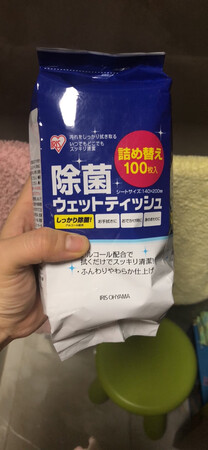 汚れをしっかり拭き取る
いつでもどこでも
スッキリ清潔
詰め替え
100枚入
シートサイズ:140×200㎜
除菌
ウェットティッシュ
しっかり除菌!
アルコール配合で
拭くだけでスッキリ清潔!
・ふんわりやわらか仕上げ
IRIS OHYAMA